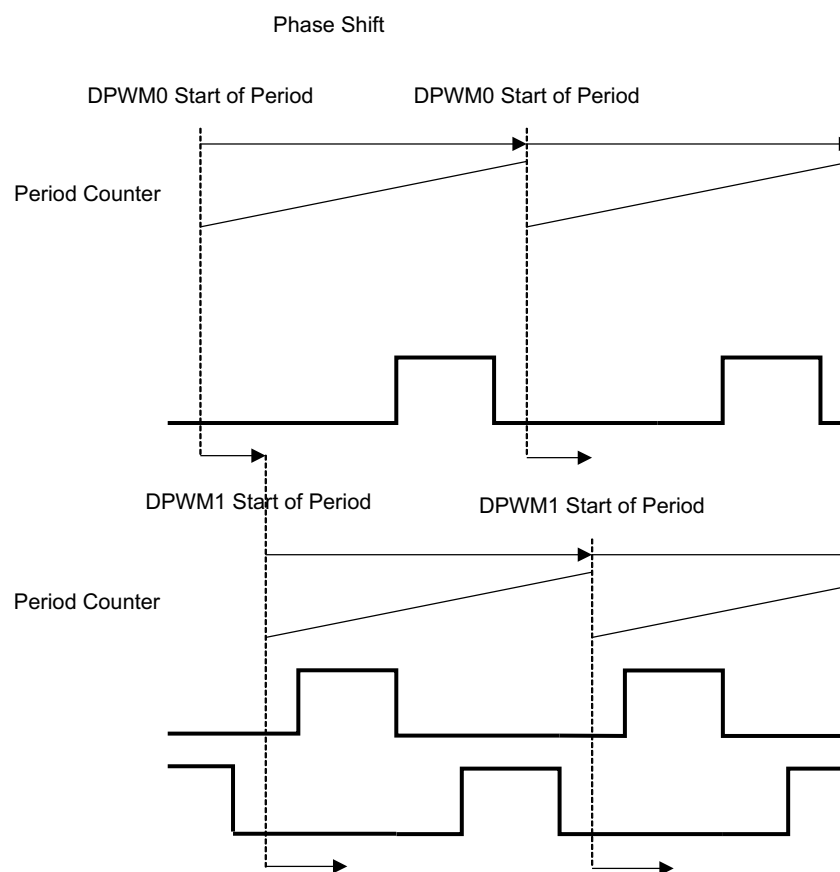 Phase Shift
DPWM0 Start of Period
DPWM0 Start of Period
Period Counter
DPWM1 Start of Period
DPWM1 Start of Period
Period Counter